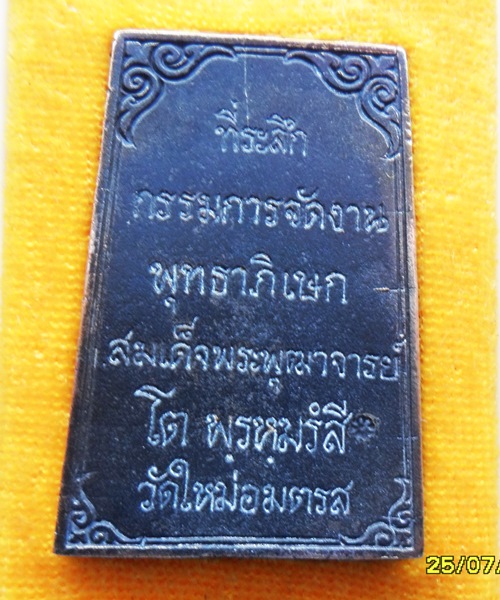 ที่ระลึก
กรรมการจัดงาน
พุทธาภิเษก
สมเด็จพระพุฒาจารย์
โต พฺรหฺมรํสี
วัดใหม่อมตรส
25/07/